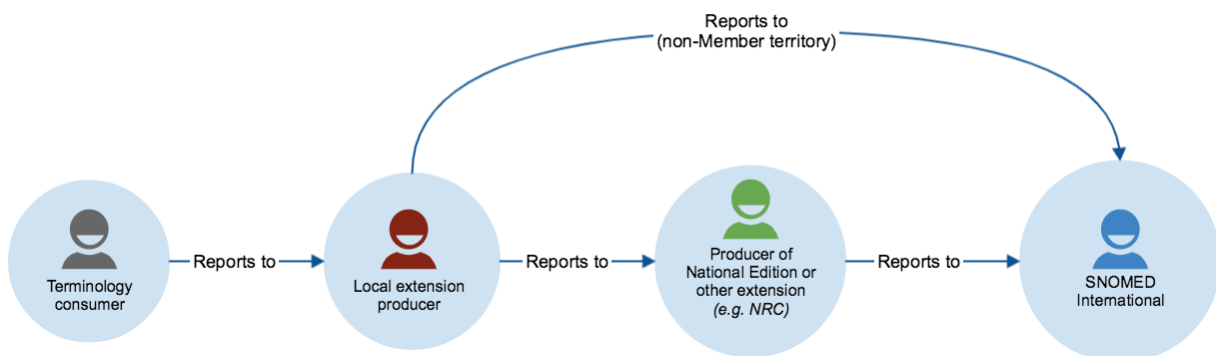 Reports to
(non-Member territory)
Terminology
consumer
Reports to
Local extension
producer
Reports to
Producer of
National Edition or
other extension
(e.g. NRC)
Reports to
SNOMED
International